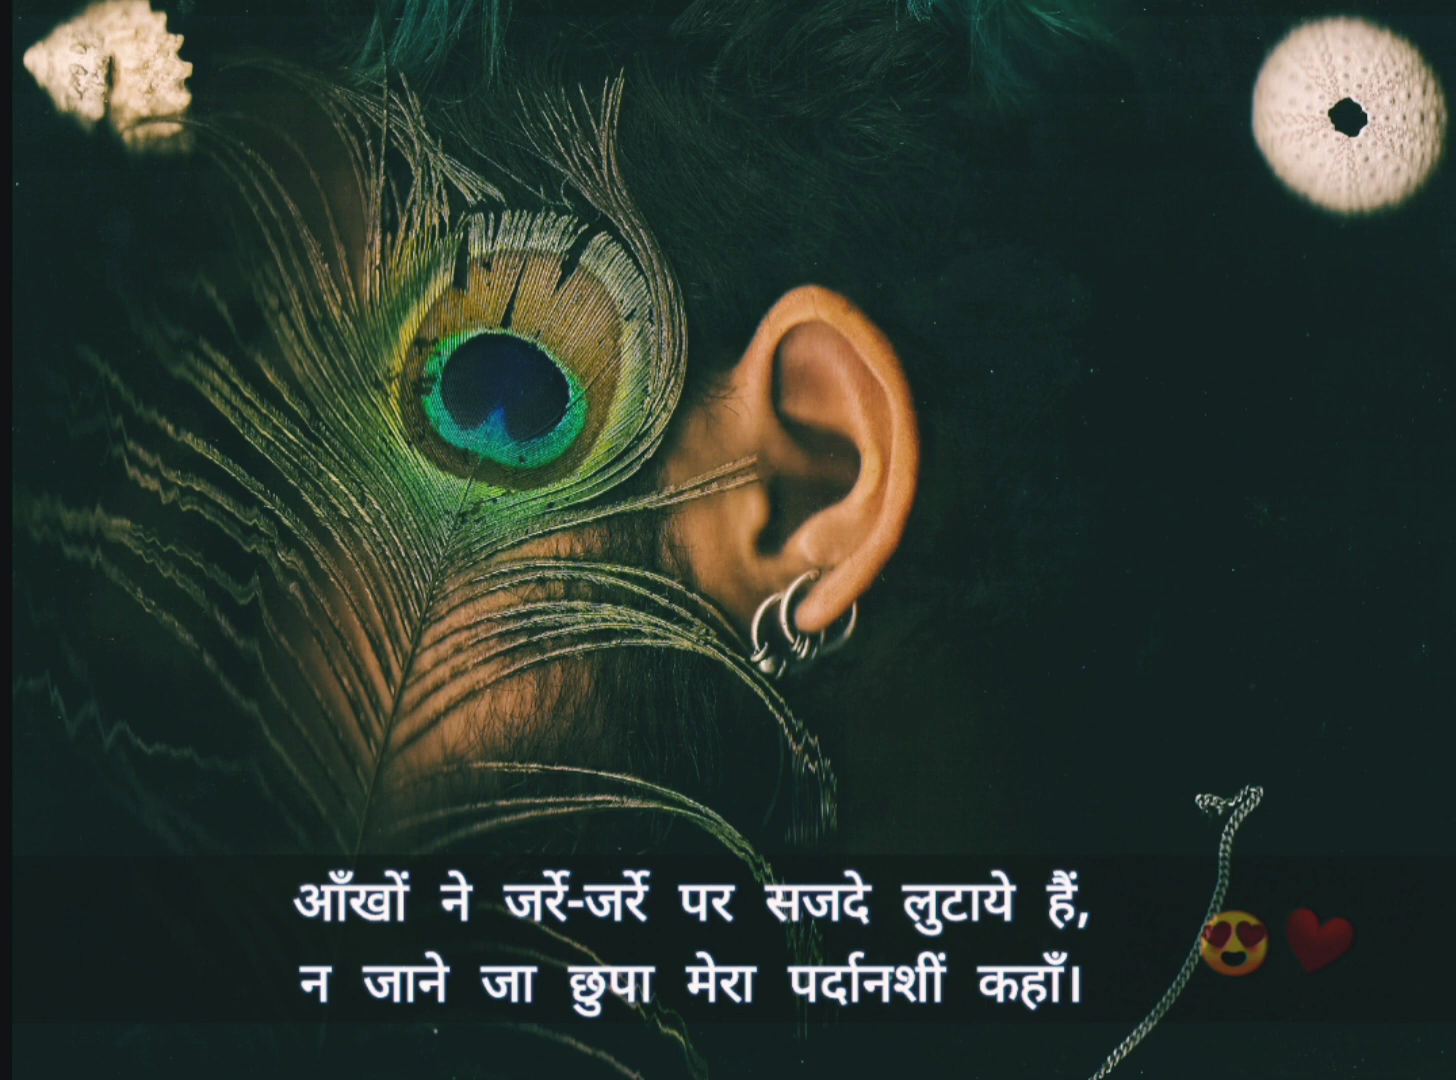 आँखों ने जर्रे-जर्रे पर सजदे लुटाये हैं,
न जाने जा छुपा मेरा पर्दानशीं कहाँ।
😍 ❤️